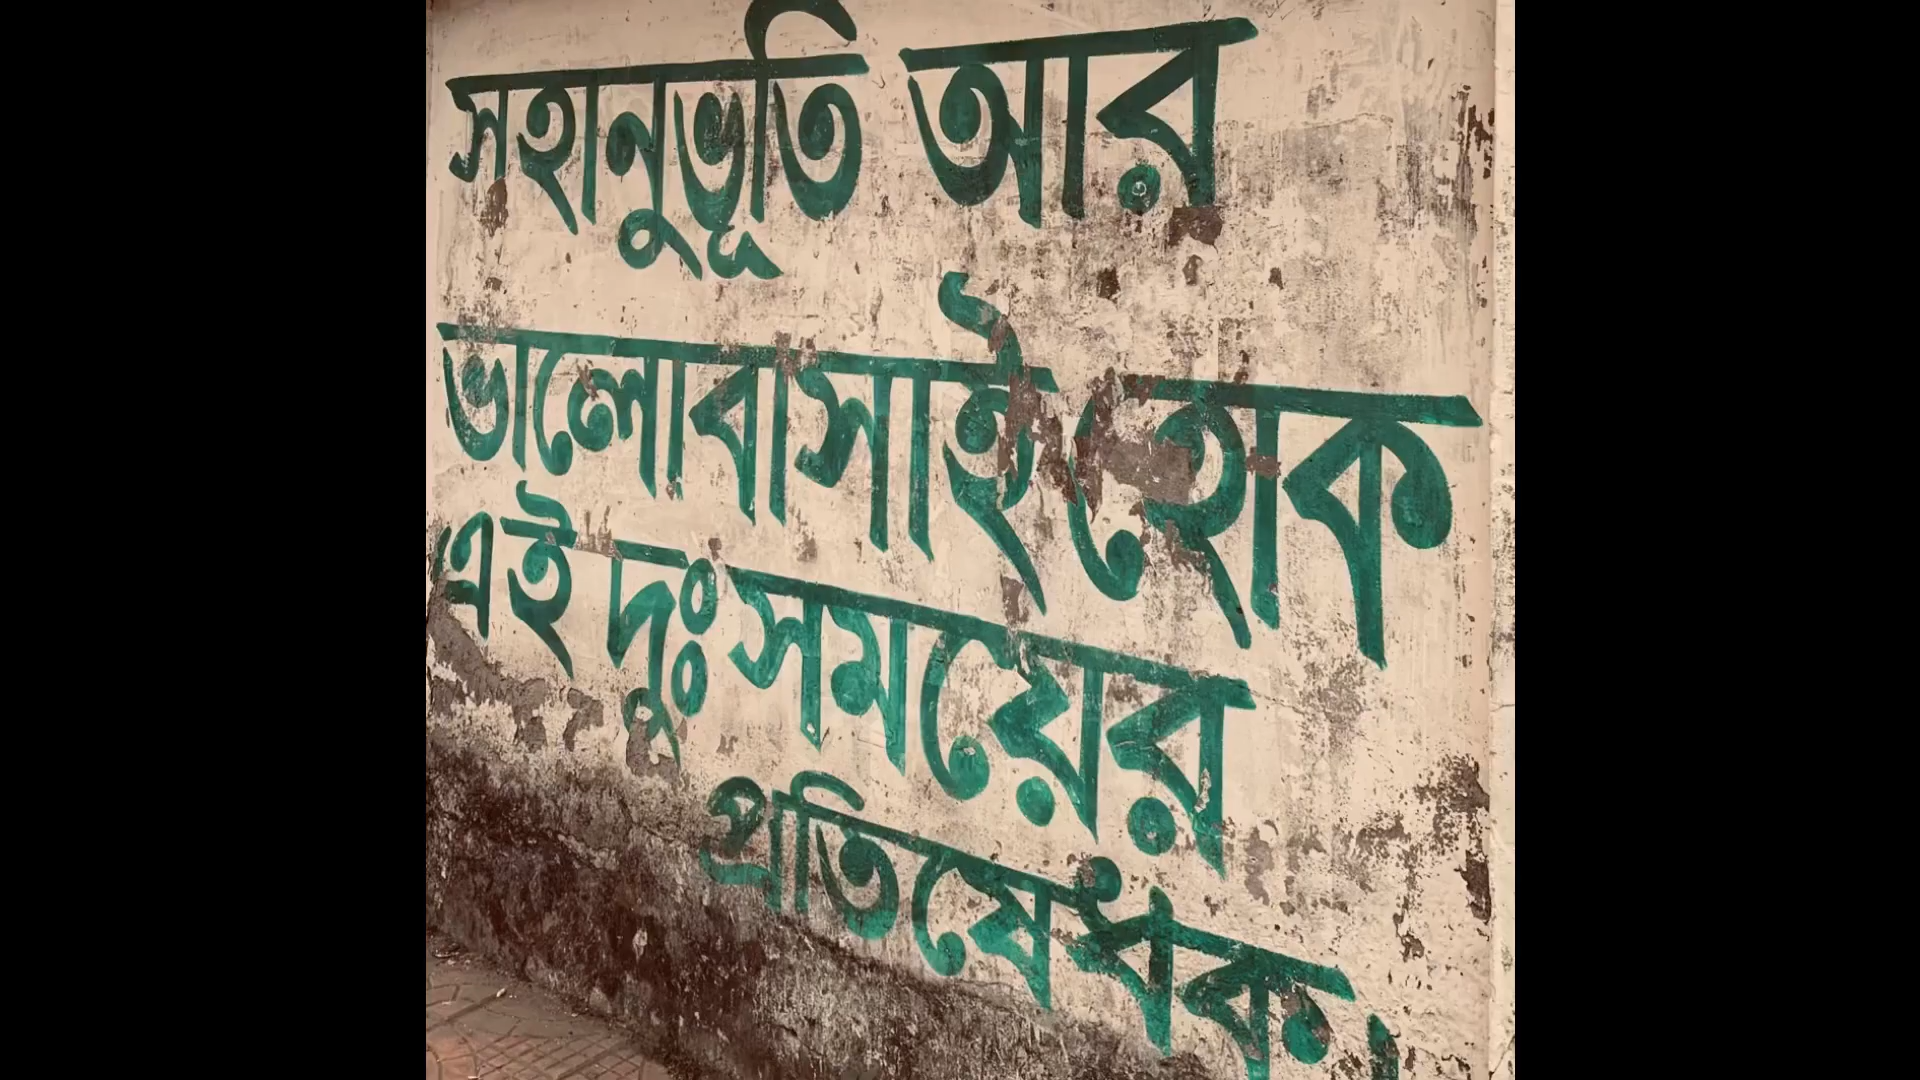 সহানুভূতি আর
ভালোবাসাই হোক
এই দুঃসময়ের
প্রতিষেধক।